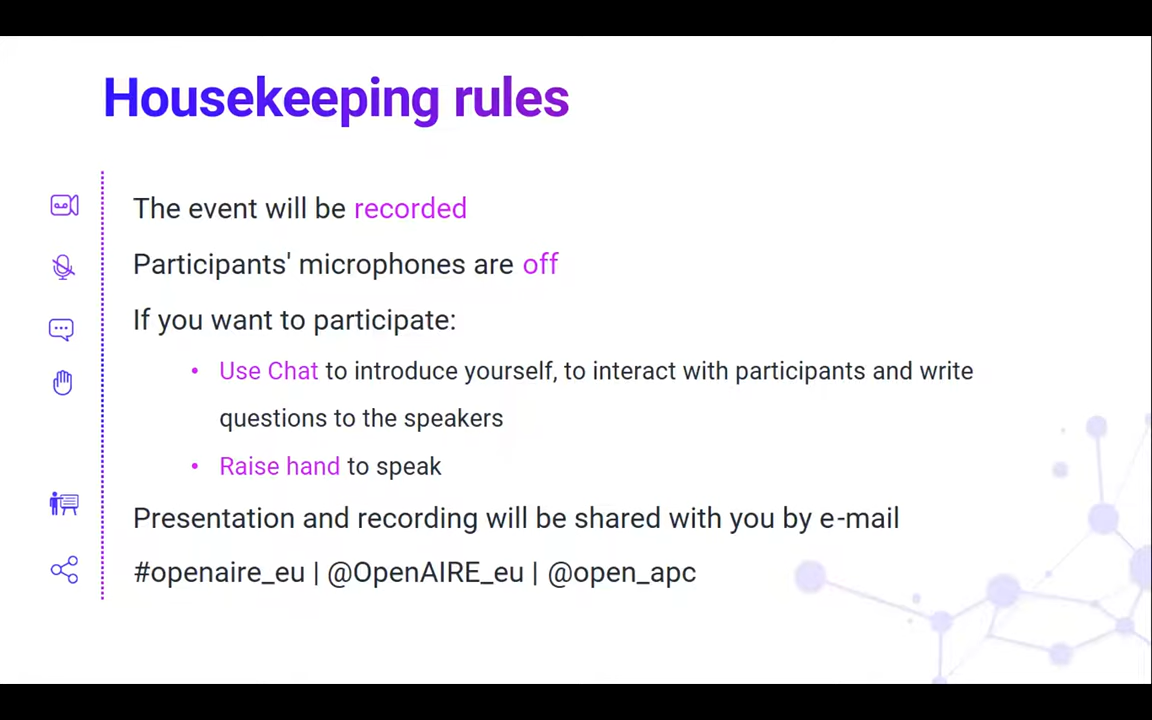 Housekeeping rules
The event will be recorded
Participants' microphones are off
If you want to participate:
• Use Chat to introduce yourself, to interact with participants and write
questions to the speakers
• Raise hand to speak
Presentation and recording will be shared with you by e-mail
#openaire_eu | @OpenAIRE_eu | @open_apc